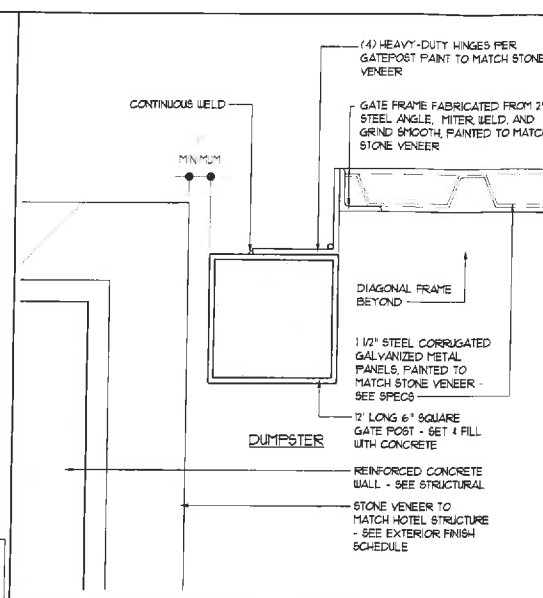 (4) HEAVY-DUTY HINGES PER
GATEPOST PAINT TO MATCH STONE
VENEER
CONTINUOUS WELD
GATE FRAME FABRICATED FROM 2"
STEEL ANGLE, MITER, WELD, AND
GRIND SMOOTH, PAINTED TO MATCH
STONE VENEER
MINIMUM
DIAGONAL FRAME
BEYOND
1 1/2" STEEL CORRUGATED
GALVANIZED METAL
PANELS, PAINTED TO
MATCH STONE VENEER -
SEE SPECS
12' LONG 6" SQUARE
GATE POST - SET & FILL
WITH CONCRETE
DUMPSTER
REINFORCED CONCRETE
WALL - SEE STRUCTURAL
STONE VENEER TO
MATCH HOTEL STRUCTURE
- SEE EXTERIOR FINISH
SCHEDULE